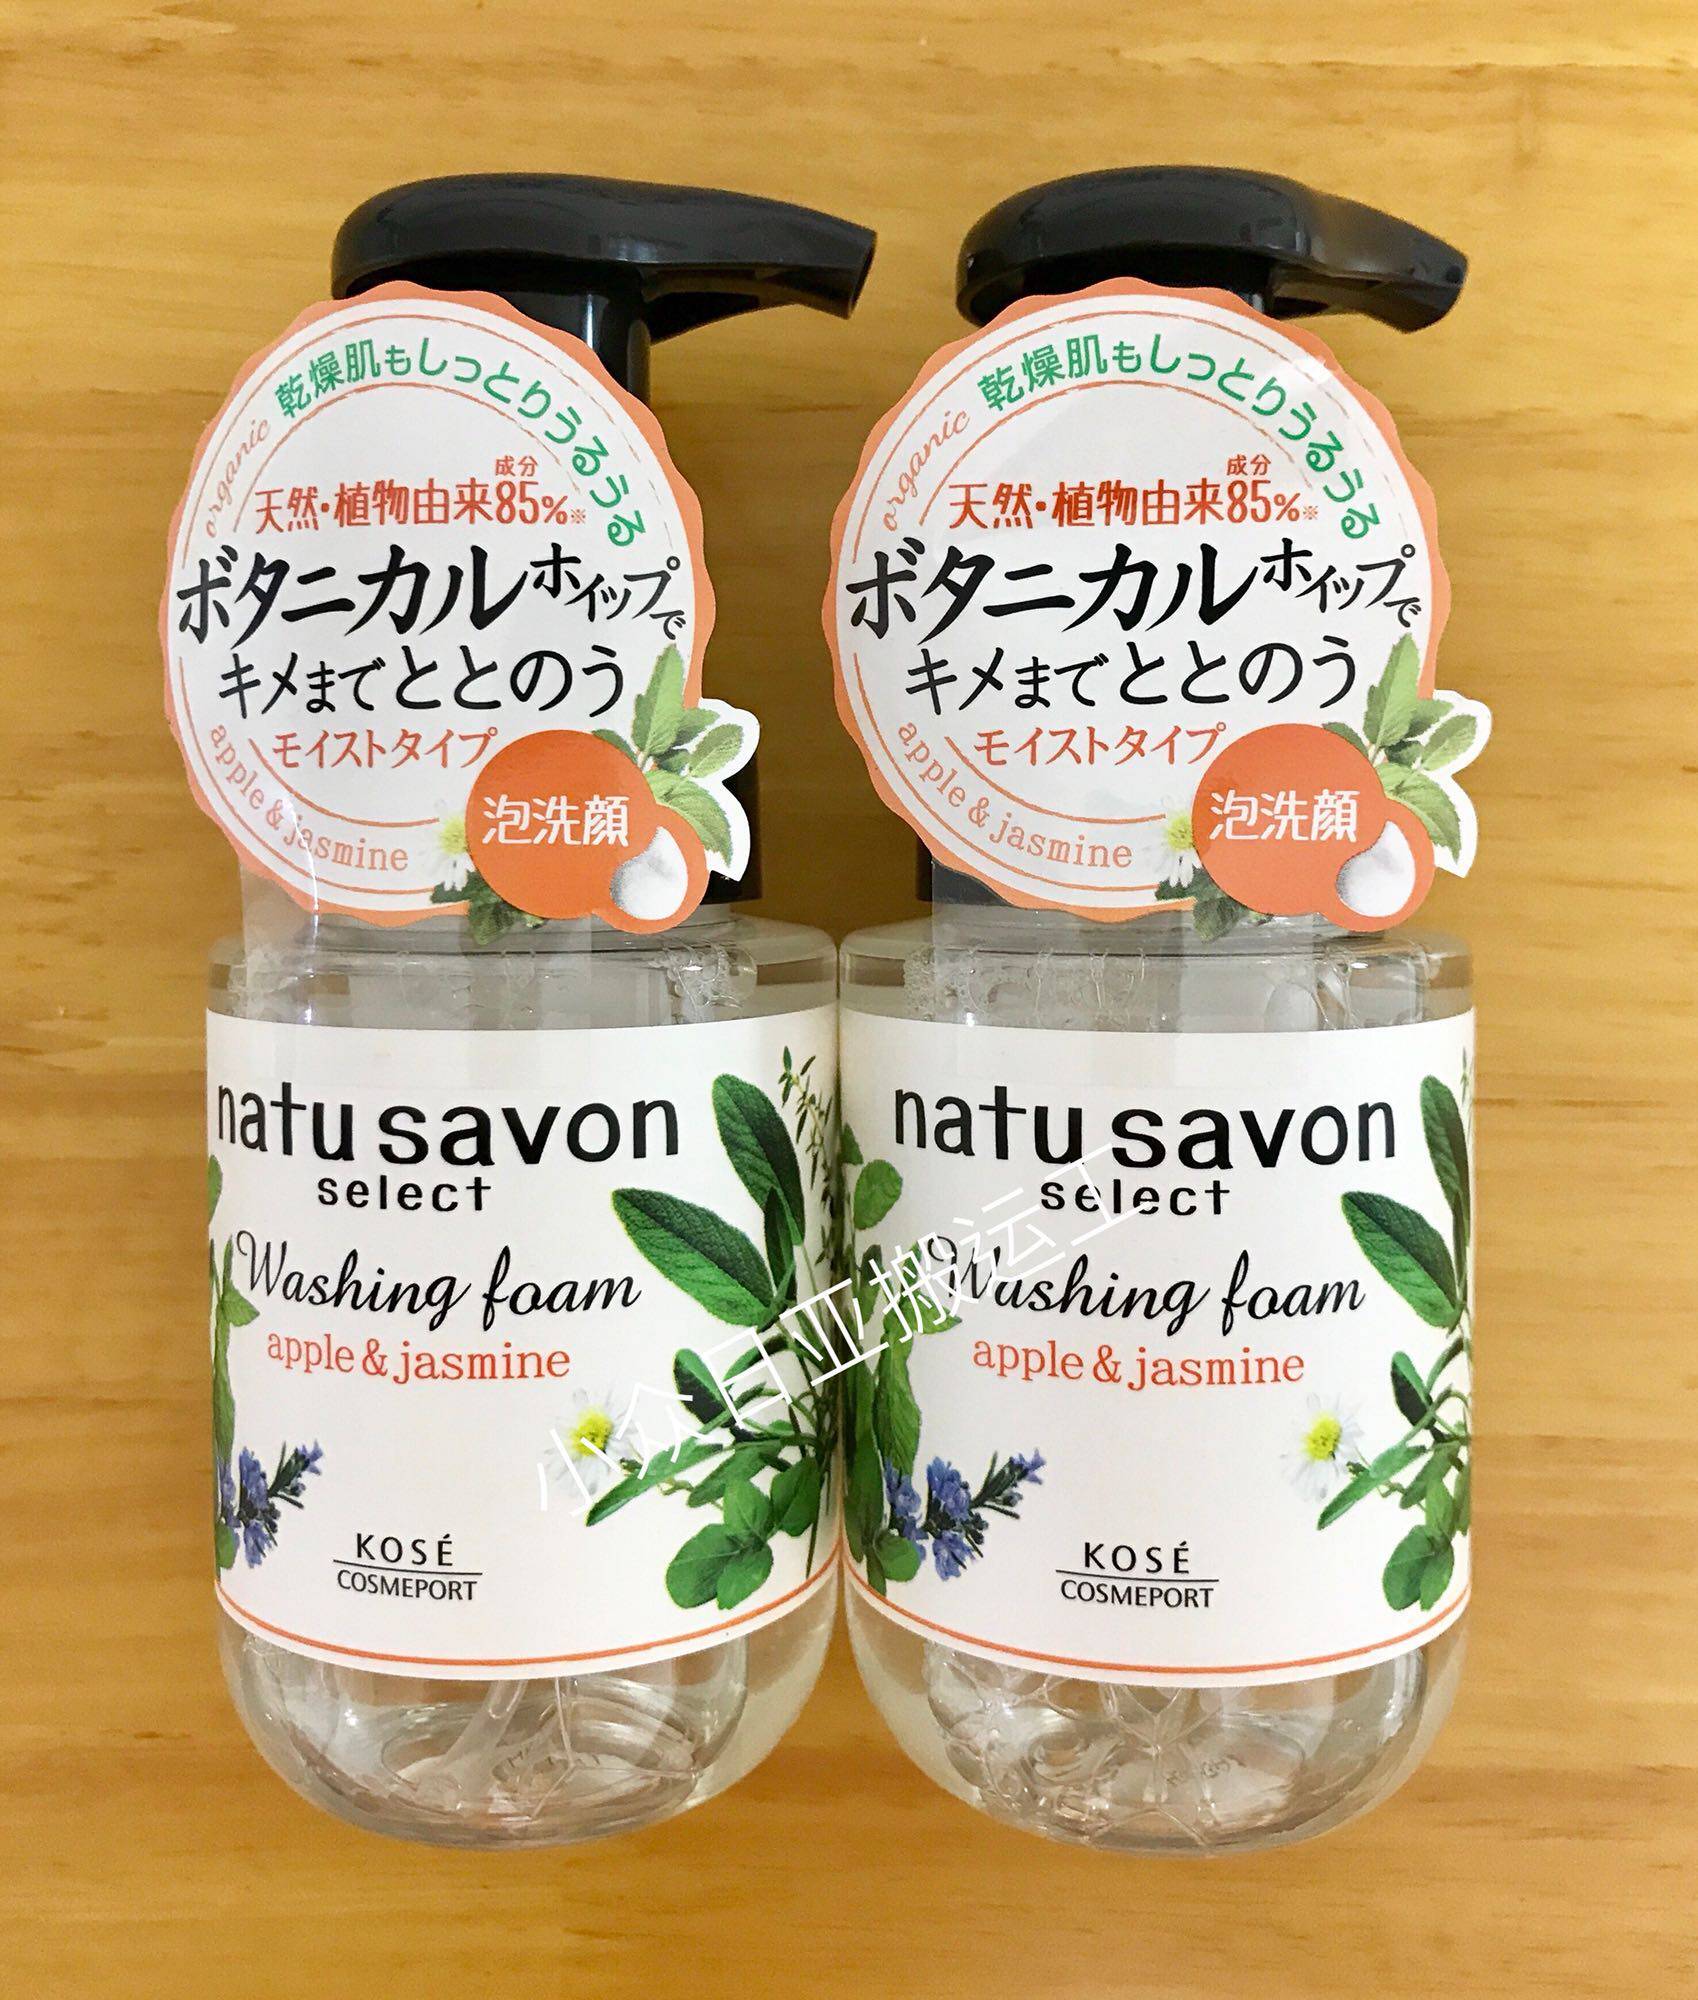 organic 乾燥肌もしっとりうるうる
成分
天然・植物由来85%※
ボタニカルホイップで
キメまでととのう
モイストタイプ
apple & jasmine
泡洗顔
organic 乾燥肌もしっとりうるうる
成分
天然・植物由来85%※
ボタニカルホイップで
キメまでととのう
モイストタイプ
apple & jasmine
泡洗顔
natu savon
select
Washing foam
apple & jasmine
KOSÉ
COSMEPORT
natu savon
select
Washing foam
apple & jasmine
KOSÉ
COSMEPORT
小众日亚搬运工